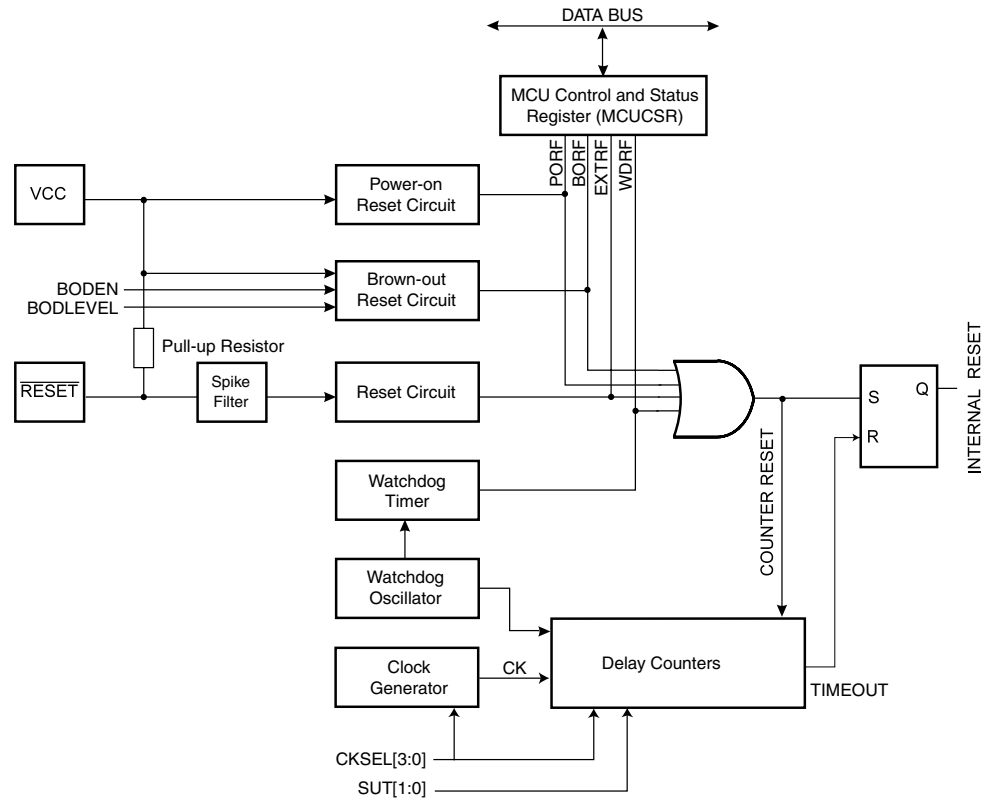 DATA BUS
MCU Control and Status
Register (MCUCSR)
PORF
BORF
EXTRF
WDRF
VCC
Power-on
Reset Circuit
BODEN
BODLEVEL
Brown-out
Reset Circuit
Pull-up Resistor
RESET
Spike
Filter
Reset Circuit
S
Q
R
INTERNAL RESET
COUNTER RESET
Watchdog
Timer
Watchdog
Oscillator
Clock
Generator
CK
Delay Counters
TIMEOUT
CKSEL[3:0]
SUT[1:0]